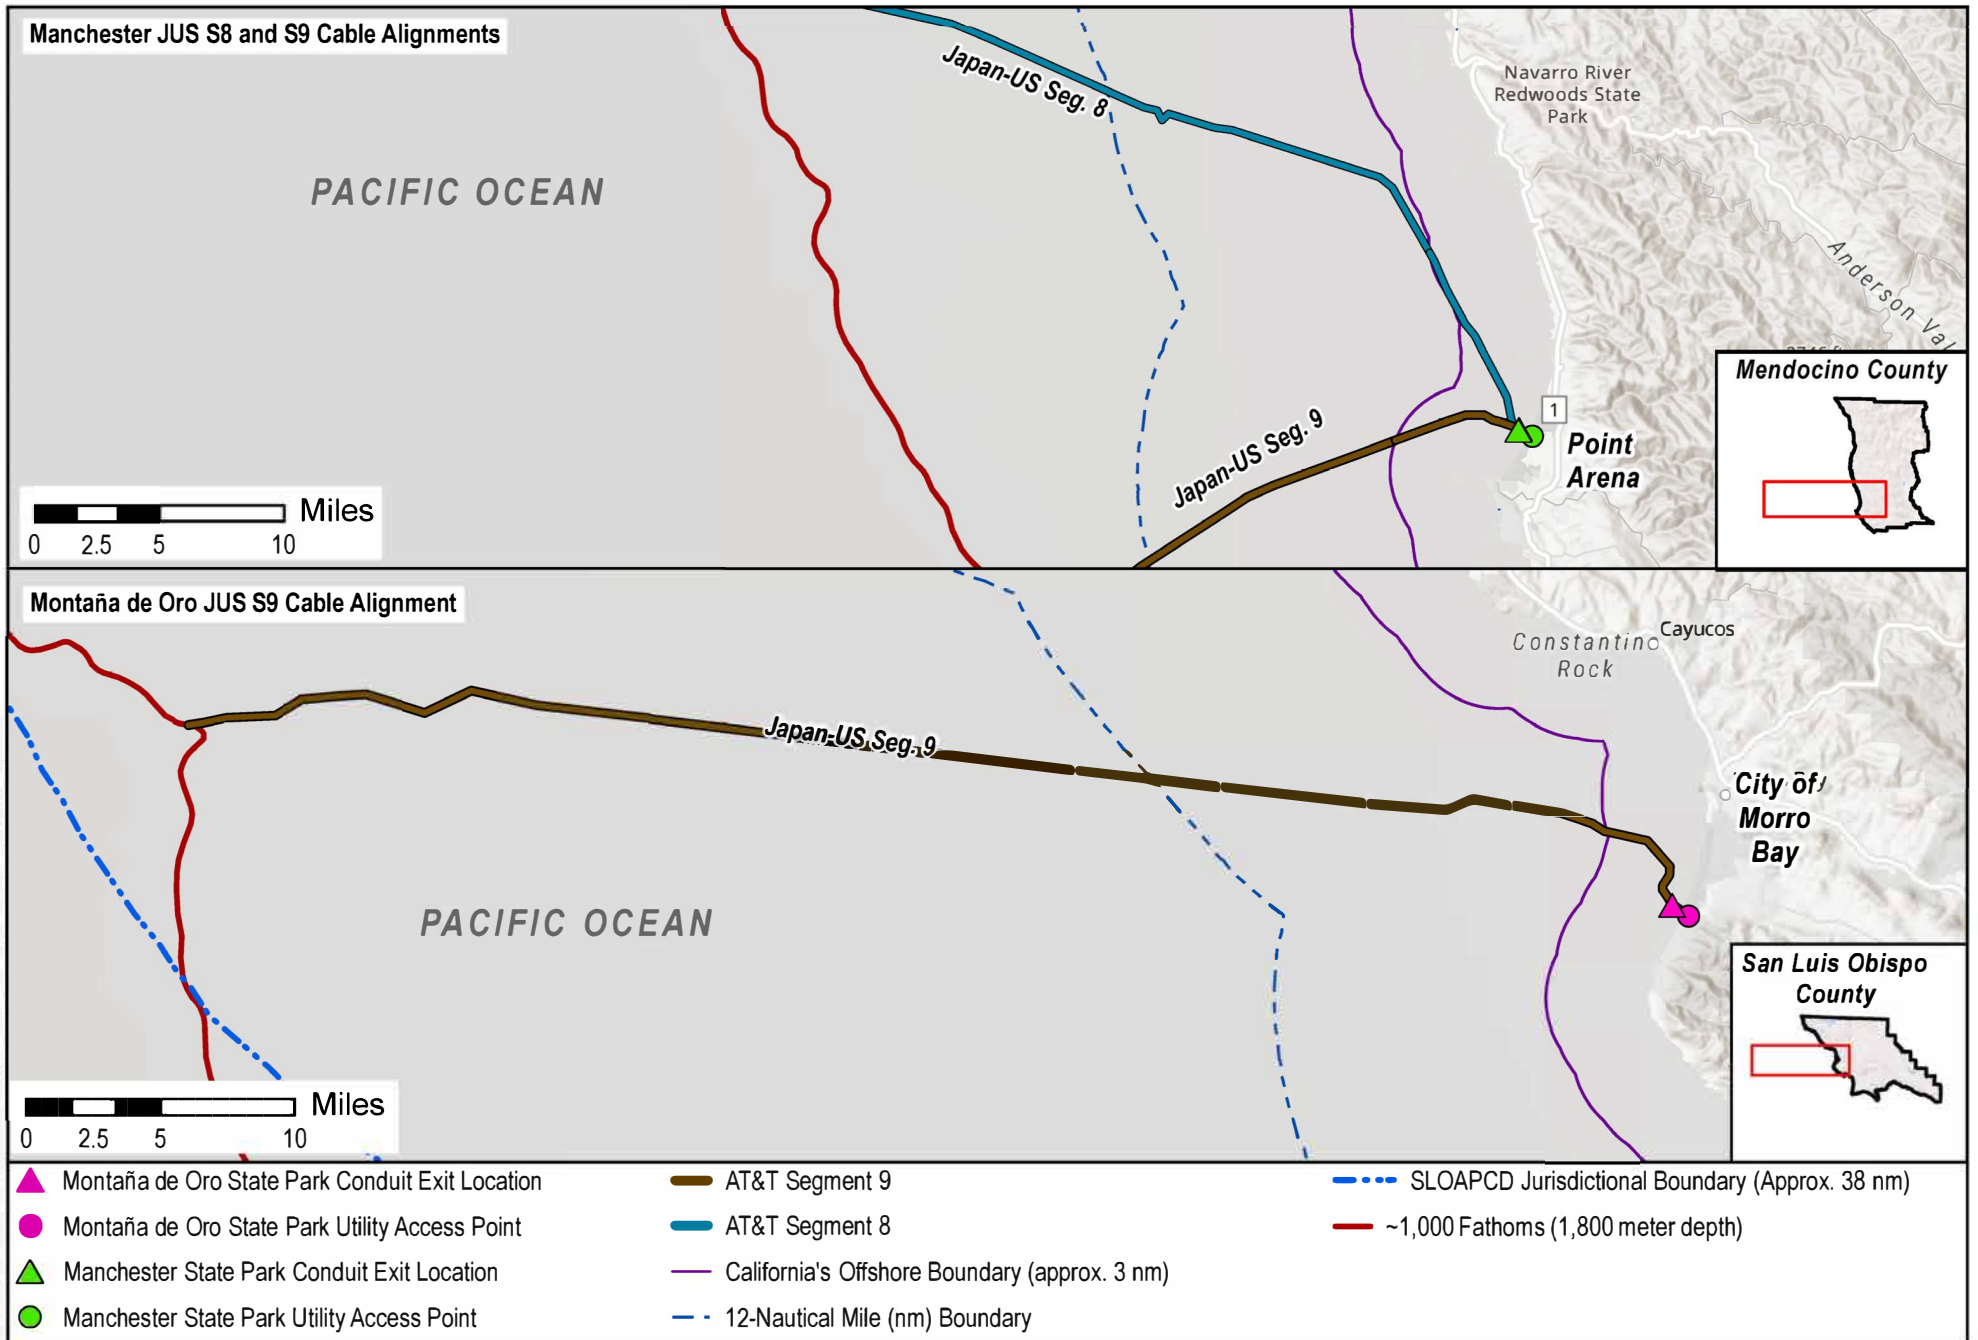 Manchester JUS S8 and S9 Cable Alignments
Japan-US Seg. 8
Navarro River
Redwoods State
Park
PACIFIC OCEAN
Anderson Val
Mendocino County
1
Japan-US Seg. 9
Point
Arena
Miles
0 2.5 5 10
Montaña de Oro JUS S9 Cable Alignment
Cayucos
Constantino
Rock
Japan-US Seg. 9
City of
Morro
Bay
PACIFIC OCEAN
San Luis Obispo
County
Miles
0 2.5 5 10
Montaña de Oro State Park Conduit Exit Location
Montaña de Oro State Park Utility Access Point
Manchester State Park Conduit Exit Location
Manchester State Park Utility Access Point
AT&T Segment 9
AT&T Segment 8
California's Offshore Boundary (approx. 3 nm)
12-Nautical Mile (nm) Boundary
SLOAPCD Jurisdictional Boundary (Approx. 38 nm)
~1,000 Fathoms (1,800 meter depth)